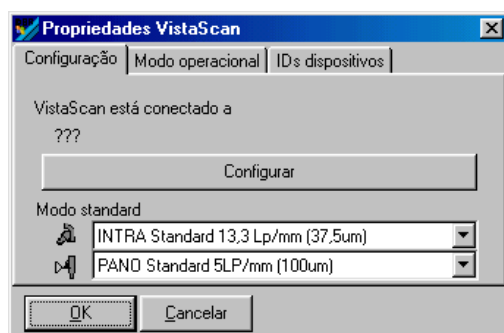 Propriedades VistaScan
Configuração Modo operacional IDs dispositivos
VistaScan está conectado a
???
Configurar
Modo standard
INTRA Standard 13,3 Lp/mm (37,5um)
PANO Standard 5LP/mm (100um)
OK Cancelar